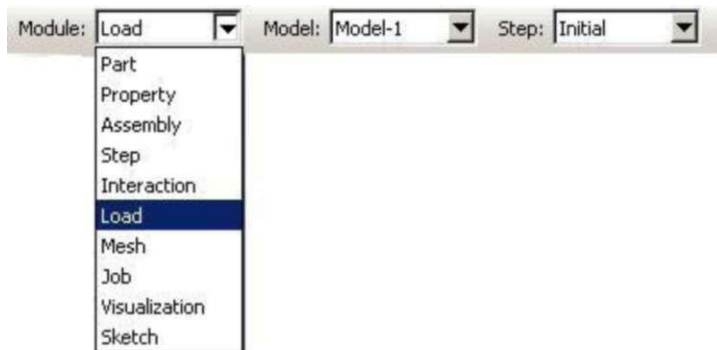 Module: Load Model: Model-1 Step: Initial
Part
Property
Assembly
Step
Interaction
Load
Mesh
Job
Visualization
Sketch